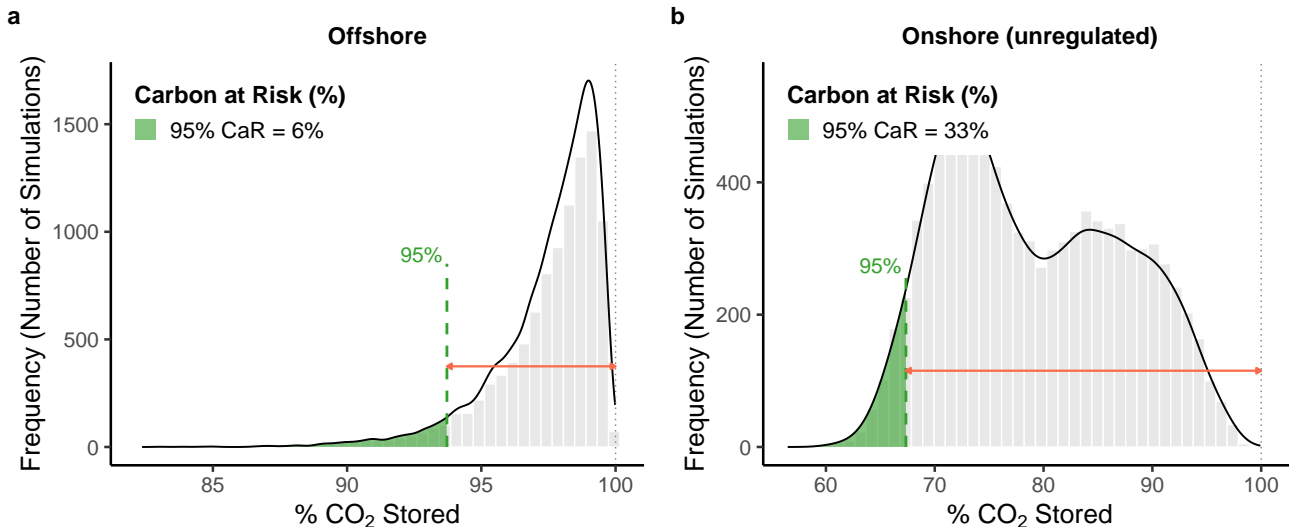 a
Offshore
Frequency (Number of Simulations)
Carbon at Risk (%)
95% CaR = 6%
1500
1000
500
0
95%
85
90
95
100
% CO₂ Stored
b
Onshore (unregulated)
Frequency (Number of Simulations)
Carbon at Risk (%)
95% CaR = 33%
400
200
0
95%
60
70
80
90
100
% CO₂ Stored